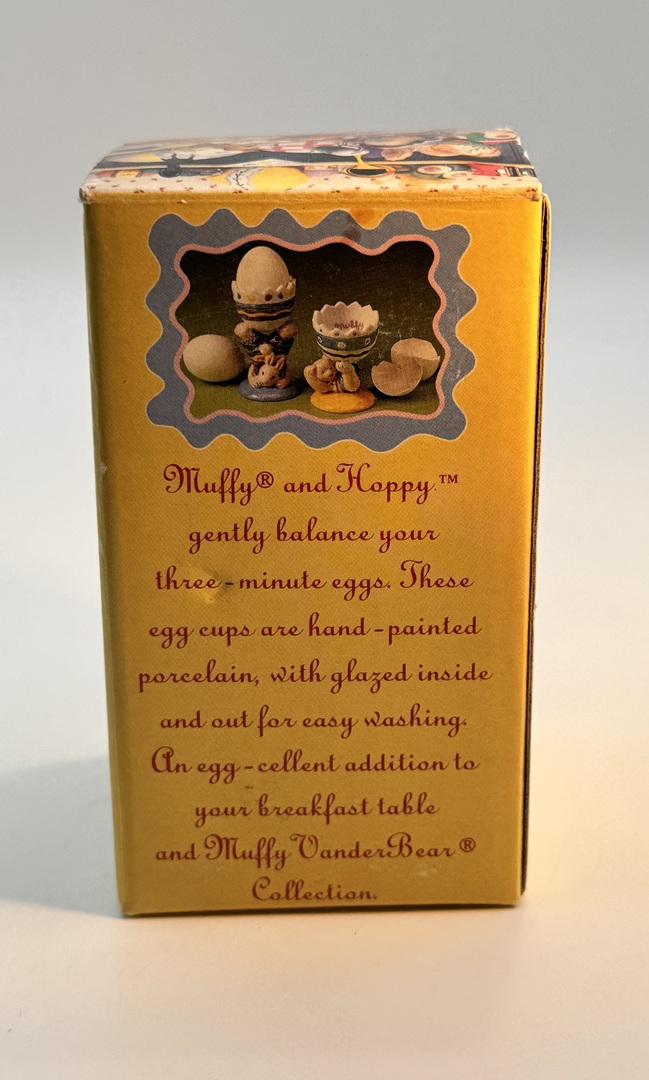 muffy
Muffy® and Hoppy™
gently balance your
three-minute eggs. These
egg cups are hand-painted
porcelain, with glazed inside
and out for easy washing.
An egg-cellent addition to
your breakfast table
and Muffy VanderBear®
Collection.